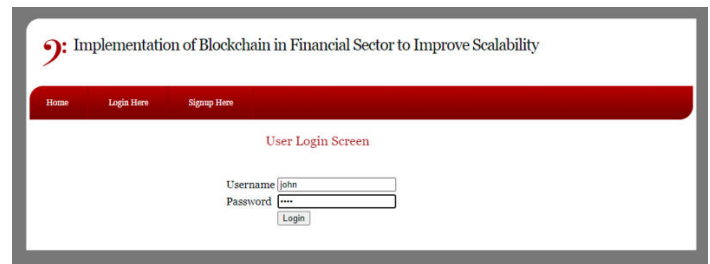 Implementation of Blockchain in Financial Sector to Improve Scalability
Home Login Here Signup Here
User Login Screen
Username john
Password ••••
Login